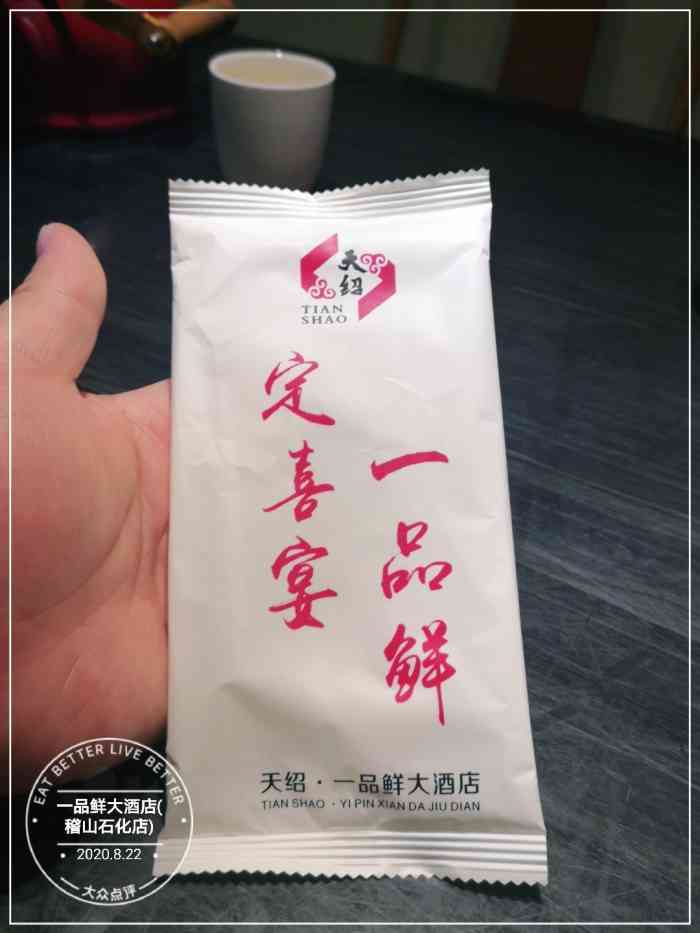 天绍
TIAN
SHAO
定喜宴
一品鲜
天绍·一品鲜大酒店
TIAN SHAO · YI PIN XIAN DA JIU DIAN
EAT BETTER LIVE BETTER
一品鲜大酒店(
稽山石化店)
2020.8.22
大众点评